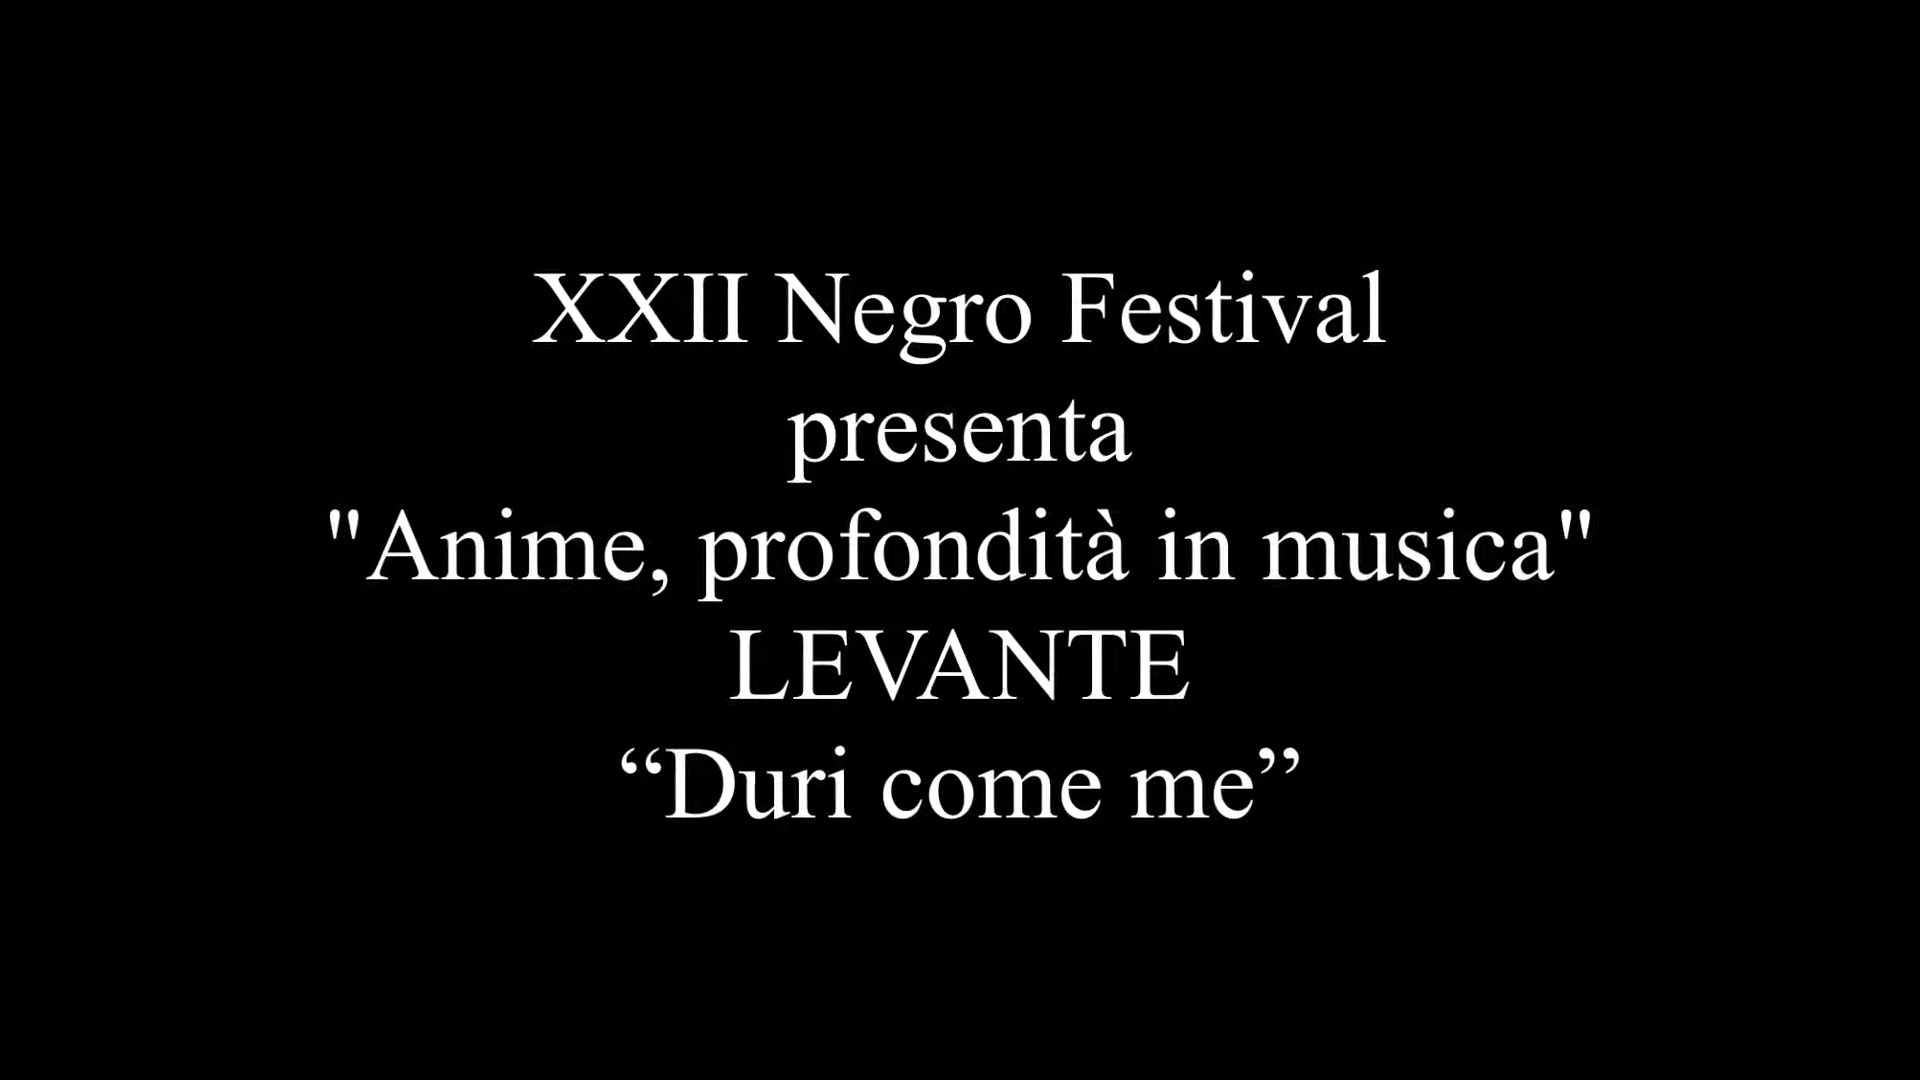 XXII Negro Festival
presenta
"Anime, profondità in musica"
LEVANTE
“Duri come me”